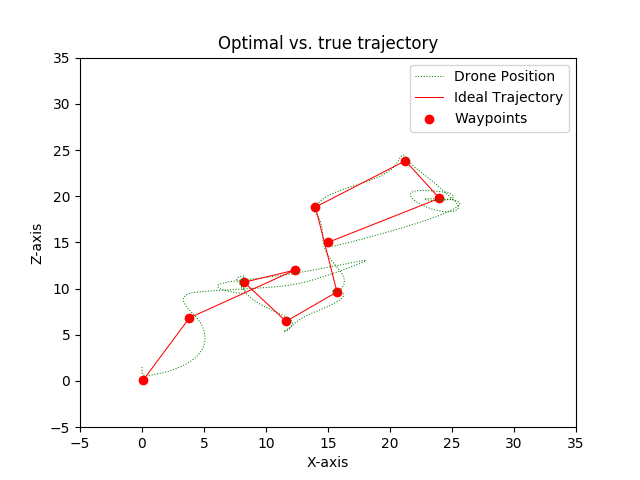 Optimal vs. true trajectory
Drone Position
Ideal Trajectory
Waypoints
Z-axis
35
30
25
20
15
10
5
0
−5
−5 0 5 10 15 20 25 30 35
X-axis